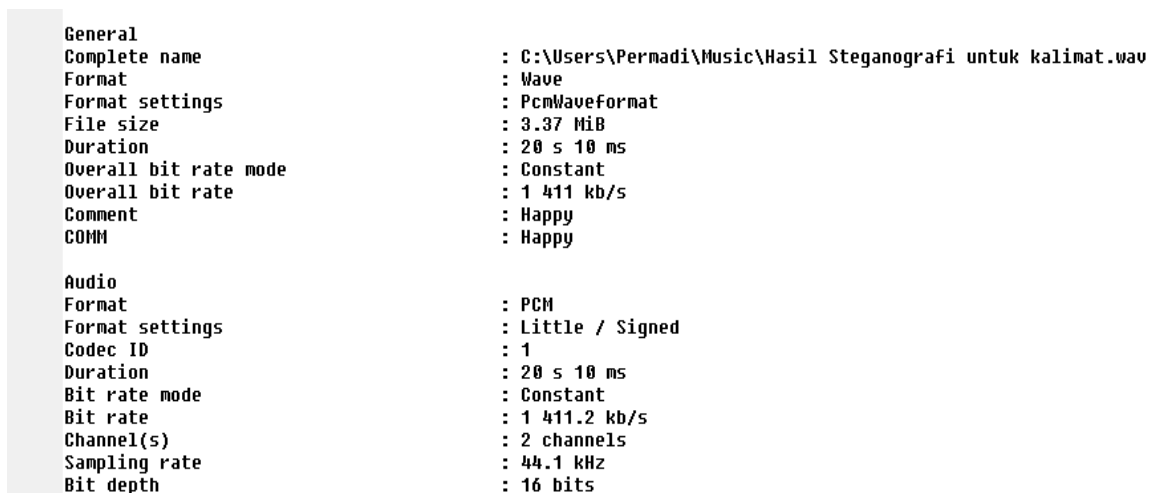 General
Complete name : C:\Users\Permadi\Music\Hasil Steganografi untuk kalimat.wav
Format : Wave
Format settings : PcmWaveformat
File size : 3.37 MiB
Duration : 20 s 10 ms
Overall bit rate mode : Constant
Overall bit rate : 1 411 kb/s
Comment : Happy
COMM : Happy
Audio
Format : PCM
Format settings : Little / Signed
Codec ID : 1
Duration : 20 s 10 ms
Bit rate mode : Constant
Bit rate : 1 411.2 kb/s
Channel(s) : 2 channels
Sampling rate : 44.1 kHz
Bit depth : 16 bits